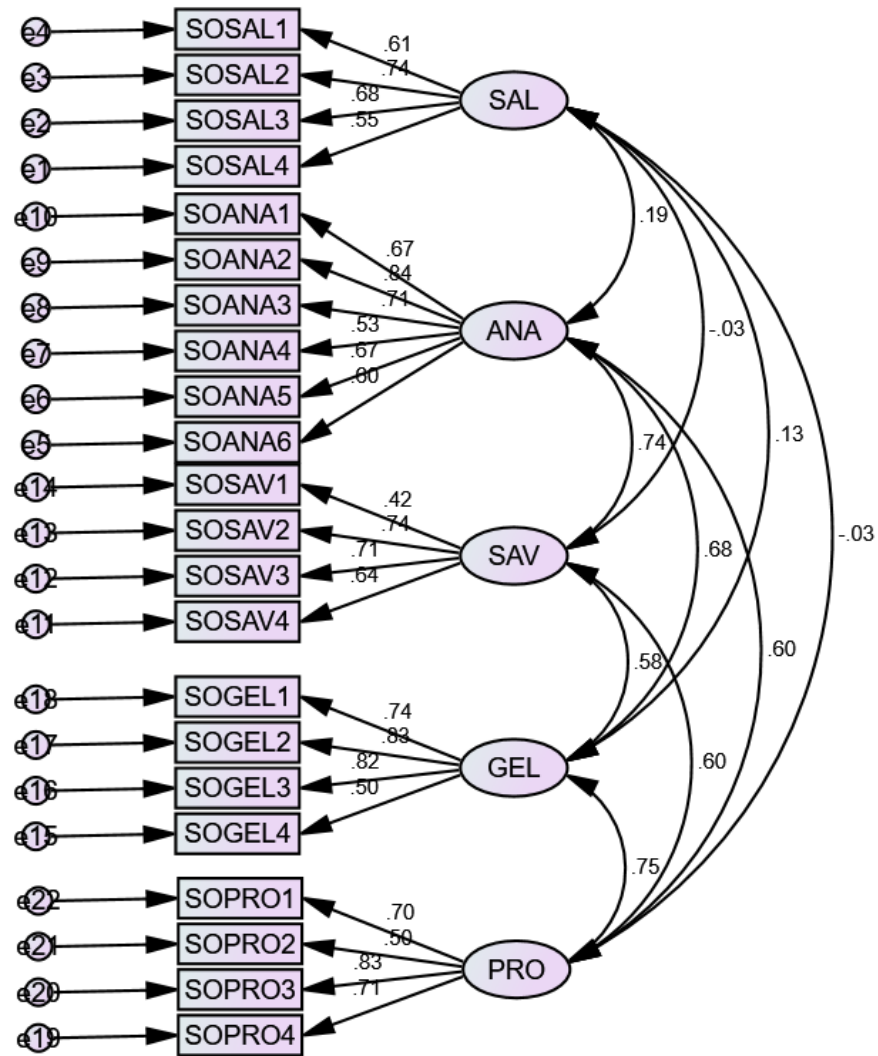 e4 SOSAL1
.61
e3 SOSAL2 .74
SAL
.68
e2 SOSAL3
.55
e1 SOSAL4
e10 SOANA1
.19
.67
e9 SOANA2
.84
.71
e8 SOANA3
.53
ANA
-.03
e7 SOANA4
.67
.60
e6 SOANA5
.74
.13
e5 SOANA6
e14 SOSAV1
.42
e13 SOSAV2 .74
-.03
.71
SAV
.68
e12 SOSAV3
.64
e11 SOSAV4
.60
.58
e18 SOGEL1
.74
e17 SOGEL2 .83
.82
GEL
.60
e16 SOGEL3
.50
e15 SOGEL4
.75
e22 SOPRO1
.70
e21 SOPRO2 .50
.83
PRO
e20 SOPRO3
.71
e19 SOPRO4